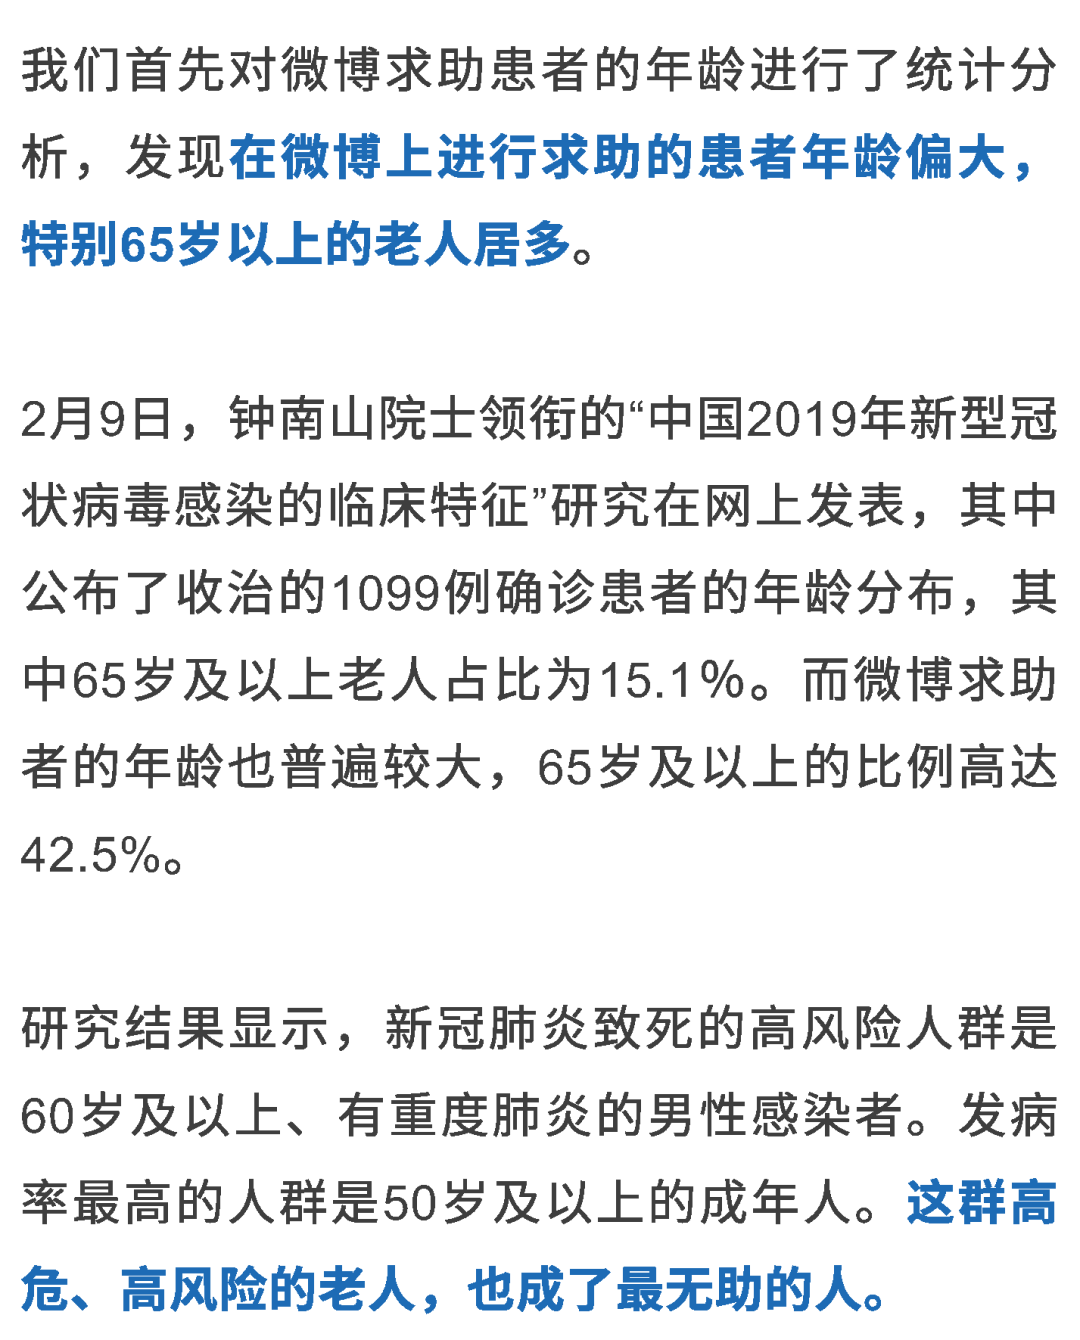 我们首先对微博求助患者的年龄进行了统计分
析，发现在微博上进行求助的患者年龄偏大，
特别65岁以上的老人居多。
2月9日，钟南山院士领衔的“中国2019年新型冠
状病毒感染的临床特征”研究在网上发表，其中
公布了收治的1099例确诊患者的年龄分布，其
中65岁及以上老人占比为15.1%。而微博求助
者的年龄也普遍较大，65岁及以上的比例高达
42.5%。
研究结果显示，新冠肺炎致死的高风险人群是
60岁及以上、有重度肺炎的男性感染者。发病
率最高的人群是50岁及以上的成年人。这群高
危、高风险的老人，也成了最无助的人。